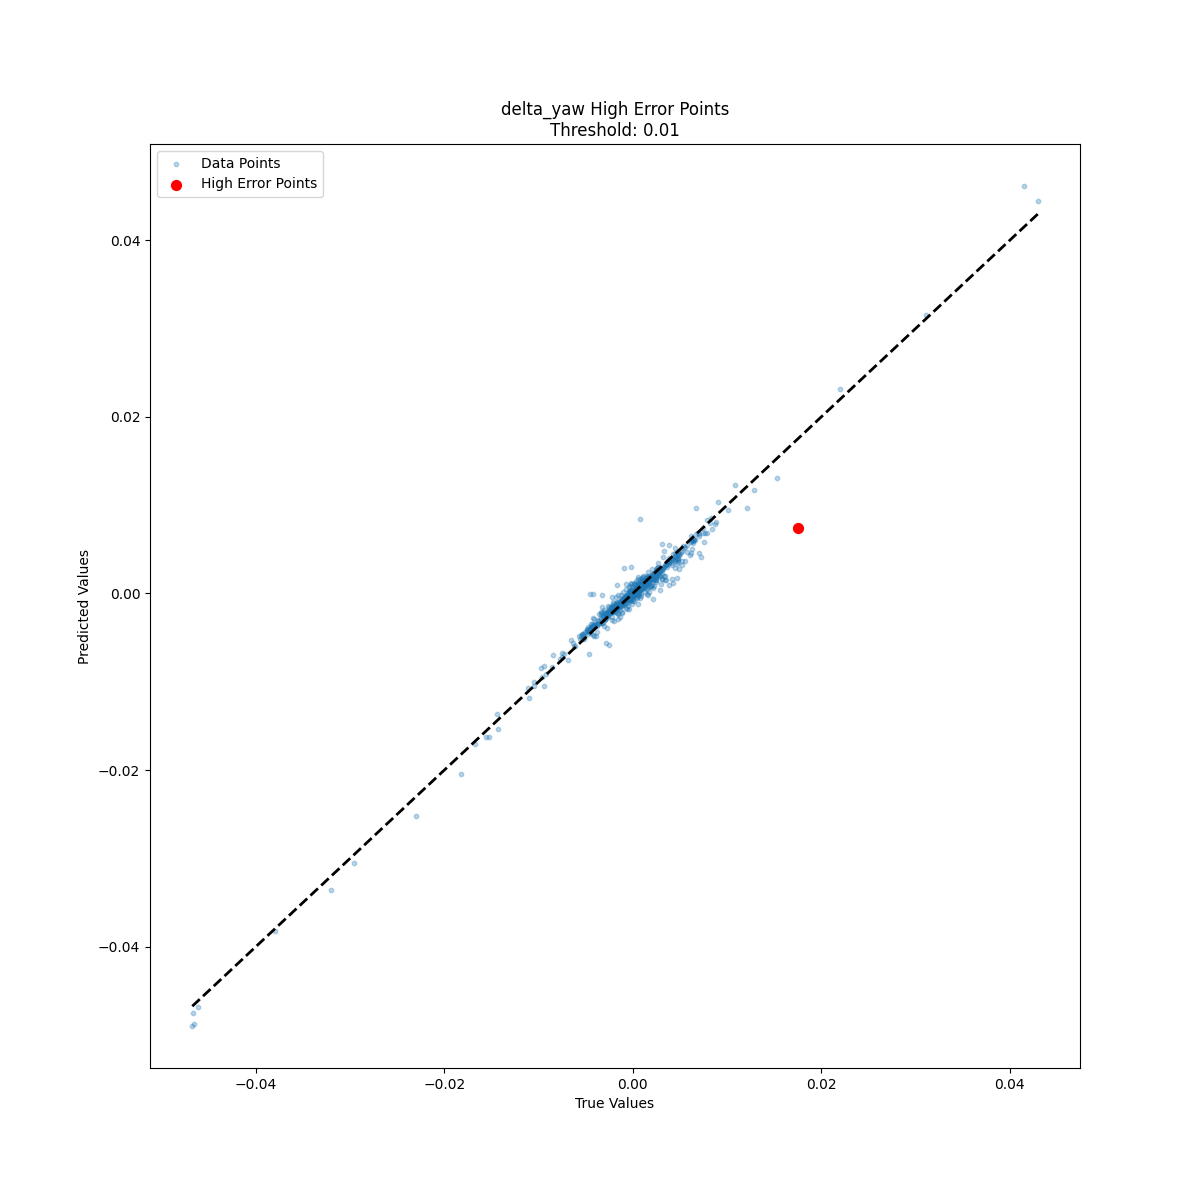 delta_yaw High Error Points
Threshold: 0.01
Data Points
High Error Points
0.04
0.02
0.00
−0.02
−0.04
Predicted Values
−0.04
−0.02
0.00
0.02
0.04
True Values